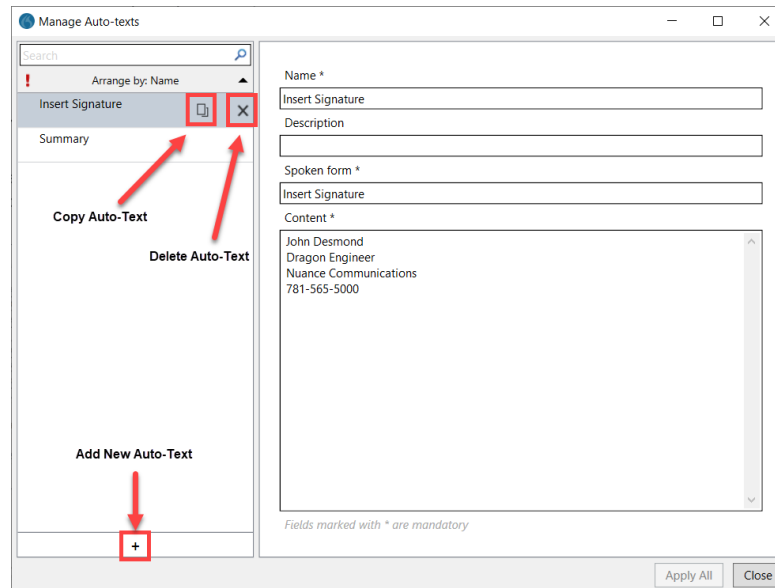 Manage Auto-texts
Search
! Arrange by: Name
Insert Signature
Summary
Copy Auto-Text
Delete Auto-Text
Add New Auto-Text
+
Name *
Insert Signature
Description
Spoken form *
Insert Signature
Content *
John Desmond
Dragon Engineer
Nuance Communications
781-565-5000
Fields marked with * are mandatory
Apply All
Close